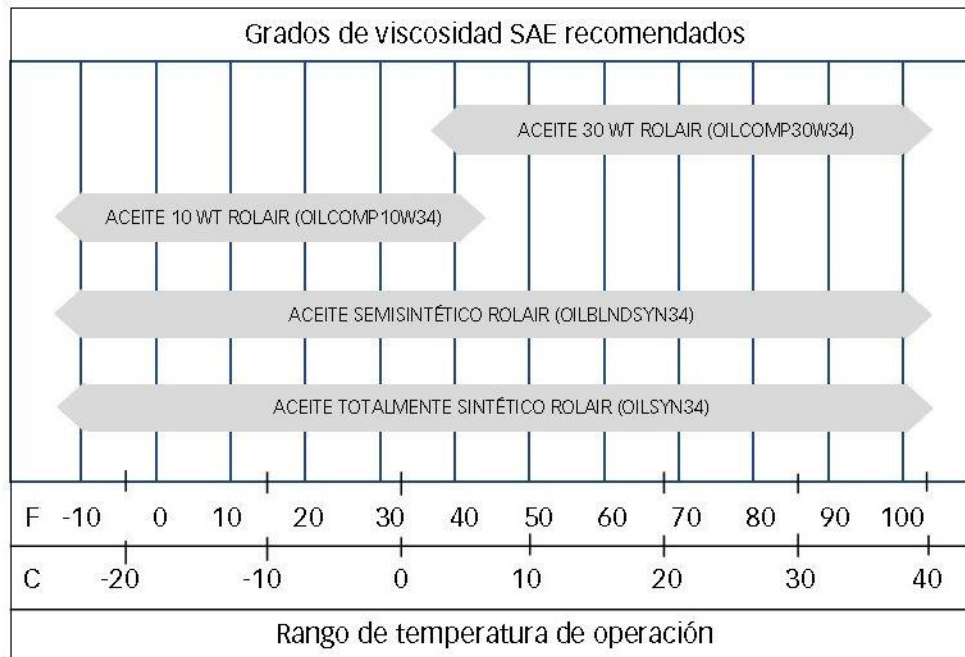 Grados de viscosidad SAE recomendados
ACEITE 30 WT ROLAIR (OILCOMP30W34)
ACEITE 10 WT ROLAIR (OILCOMP10W34)
ACEITE SEMISINTÉTICO ROLAIR (OILBLNDSYN34)
ACEITE TOTALMENTE SINTÉTICO ROLAIR (OILSYN34)
F -10 0 10 20 30 40 50 60 70 80 90 100
C -20 -10 0 10 20 30 40
Rango de temperatura de operación